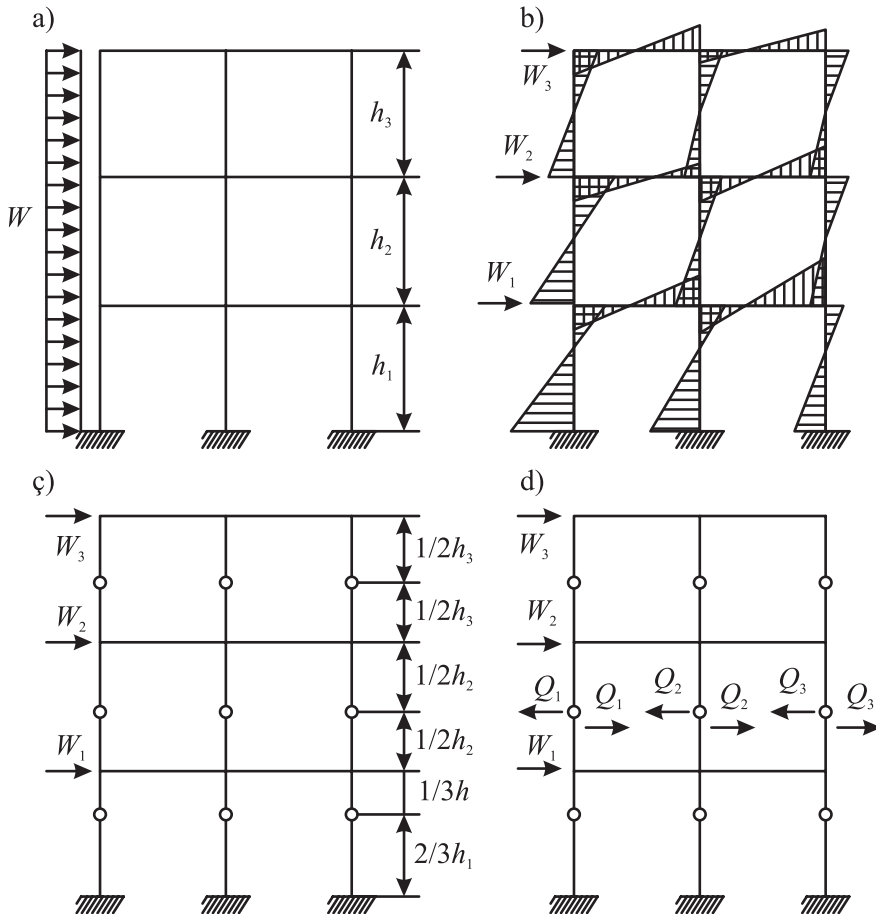 a)
W
h₃
h₂
h₁
b)
W₃
W₂
W₁
ç)
W₃
W₂
W₁
1/2h₃
1/2h₃
1/2h₂
1/2h₂
1/3h
2/3h₁
d)
W₃
W₂
Q₁ Q₁ Q₂ Q₂ Q₃ Q₃
W₁